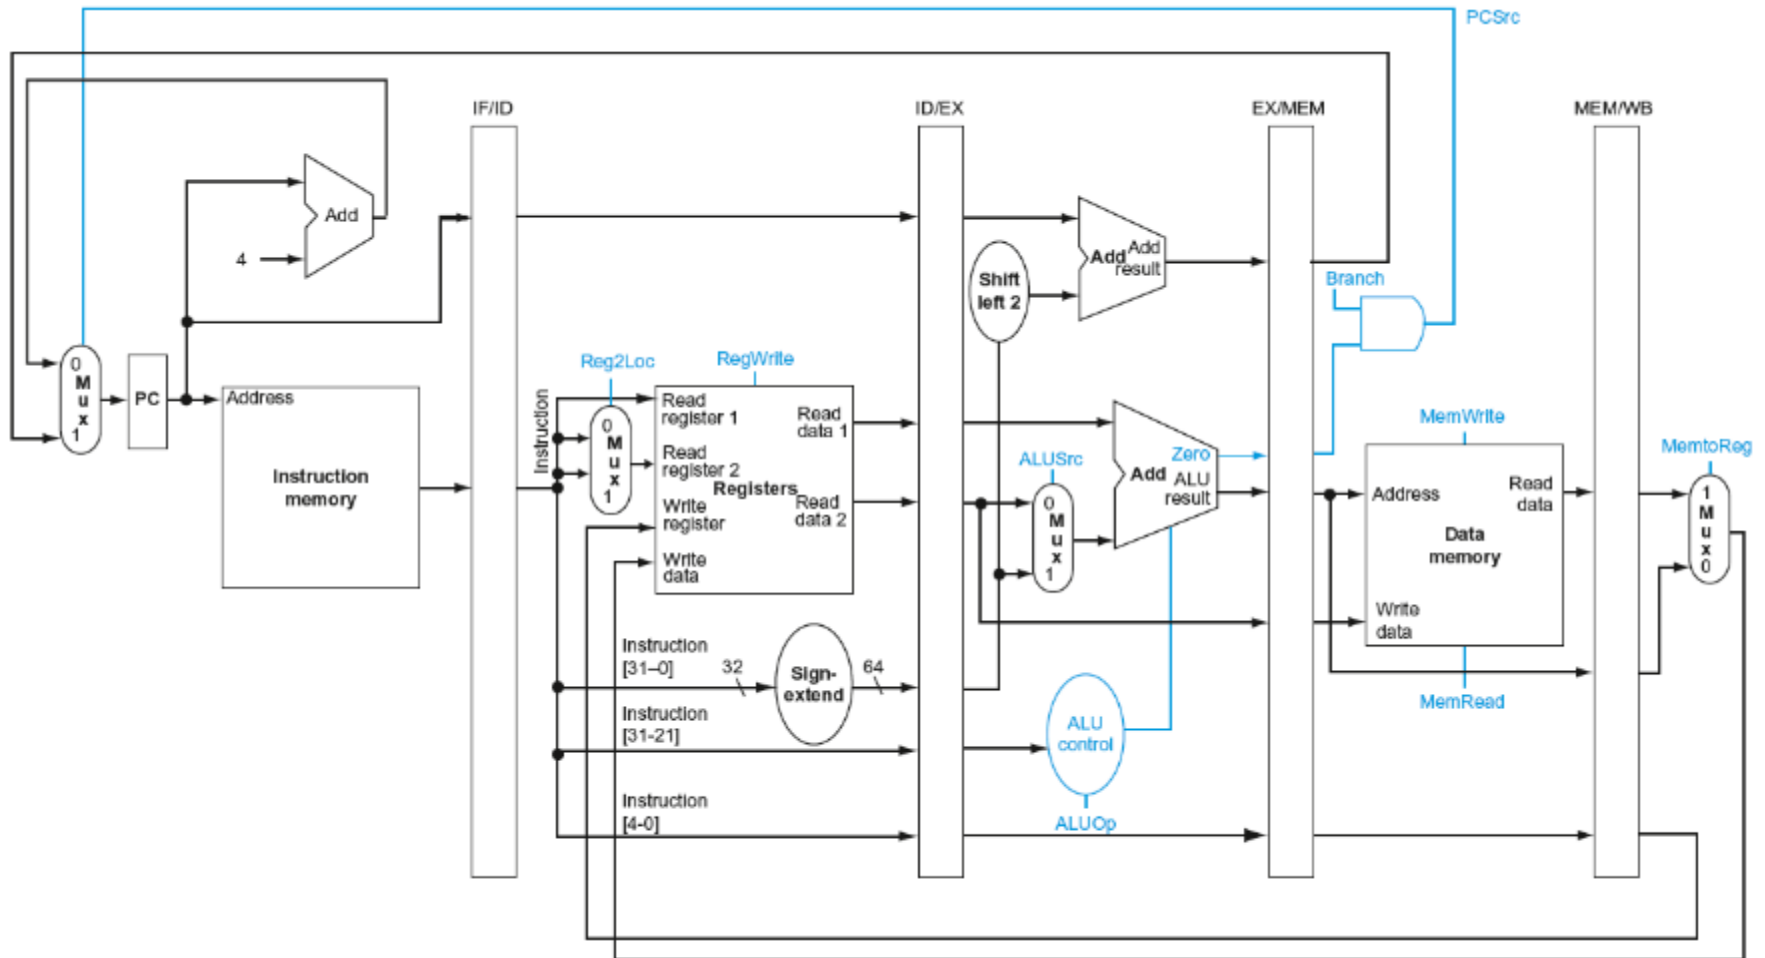 PCSrc
IF/ID
ID/EX
EX/MEM
MEM/WB
Add
4
Shift
left 2
Add
Add
result
Branch
0
M
u
x
1
PC
Address
Instruction
memory
Instruction
Reg2Loc
0
M
u
x
1
RegWrite
Read
register 1
Read
register 2
Write
register
Write
data
Registers
Read
data 1
Read
data 2
ALUSrc
0
M
u
x
1
Add
Zero
ALU
result
MemWrite
Address
Read
data
Data
memory
Write
data
MemRead
MemtoReg
1
M
u
x
0
Instruction
[31–0]
32
Sign-
extend
64
Instruction
[31-21]
ALU
control
ALUOp
Instruction
[4-0]